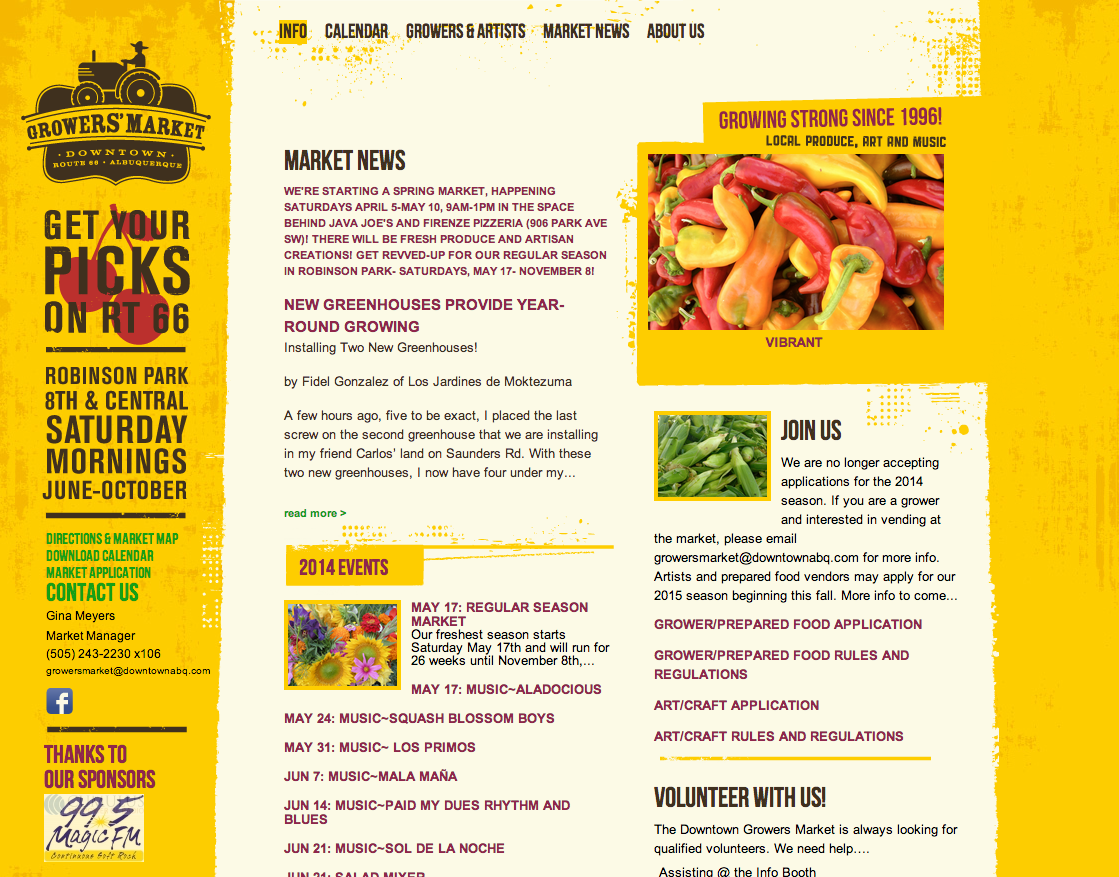 INFO
CALENDAR
GROWERS & ARTISTS
MARKET NEWS
ABOUT US
GROWERS' MARKET
DOWNTOWN
ROUTE 66 • ALBUQUERQUE
GET YOUR
PICKS
ON RT 66
ROBINSON PARK
8TH & CENTRAL
SATURDAY
MORNINGS
JUNE-OCTOBER
DIRECTIONS & MARKET MAP
DOWNLOAD CALENDAR
MARKET APPLICATION
CONTACT US
Gina Meyers
Market Manager
(505) 243-2230 x106
growersmarket@downtownabq.com
f
THANKS TO
OUR SPONSORS
99.5
Magic FM
Continuous Soft Rock
MARKET NEWS
WE'RE STARTING A SPRING MARKET, HAPPENING
SATURDAYS APRIL 5-MAY 10, 9AM-1PM IN THE SPACE
BEHIND JAVA JOE'S AND FIRENZE PIZZERIA (906 PARK AVE
SW)! THERE WILL BE FRESH PRODUCE AND ARTISAN
CREATIONS! GET REVVED-UP FOR OUR REGULAR SEASON
IN ROBINSON PARK- SATURDAYS, MAY 17- NOVEMBER 8!
NEW GREENHOUSES PROVIDE YEAR-
ROUND GROWING
Installing Two New Greenhouses!
by Fidel Gonzalez of Los Jardines de Moktezuma
A few hours ago, five to be exact, I placed the last
screw on the second greenhouse that we are installing
in my friend Carlos' land on Saunders Rd. With these
two new greenhouses, I now have four under my...
read more >
2014 EVENTS
MAY 17: REGULAR SEASON
MARKET
Our freshest season starts
Saturday May 17th and will run for
26 weeks until November 8th,...
MAY 17: MUSIC~ALADOCIOUS
MAY 24: MUSIC~SQUASH BLOSSOM BOYS
MAY 31: MUSIC~ LOS PRIMOS
JUN 7: MUSIC~MALA MAÑA
JUN 14: MUSIC~PAID MY DUES RHYTHM AND
BLUES
JUN 21: MUSIC~SOL DE LA NOCHE
JUN 21: SALAD MIXER
GROWING STRONG SINCE 1996!
LOCAL PRODUCE, ART AND MUSIC
VIBRANT
JOIN US
We are no longer accepting
applications for the 2014
season. If you are a grower
and interested in vending at
the market, please email
growersmarket@downtownabq.com for more info.
Artists and prepared food vendors may apply for our
2015 season beginning this fall. More info to come...
GROWER/PREPARED FOOD APPLICATION
GROWER/PREPARED FOOD RULES AND
REGULATIONS
ART/CRAFT APPLICATION
ART/CRAFT RULES AND REGULATIONS
VOLUNTEER WITH US!
The Downtown Growers Market is always looking for
qualified volunteers. We need help....
Assisting @ the Info Booth